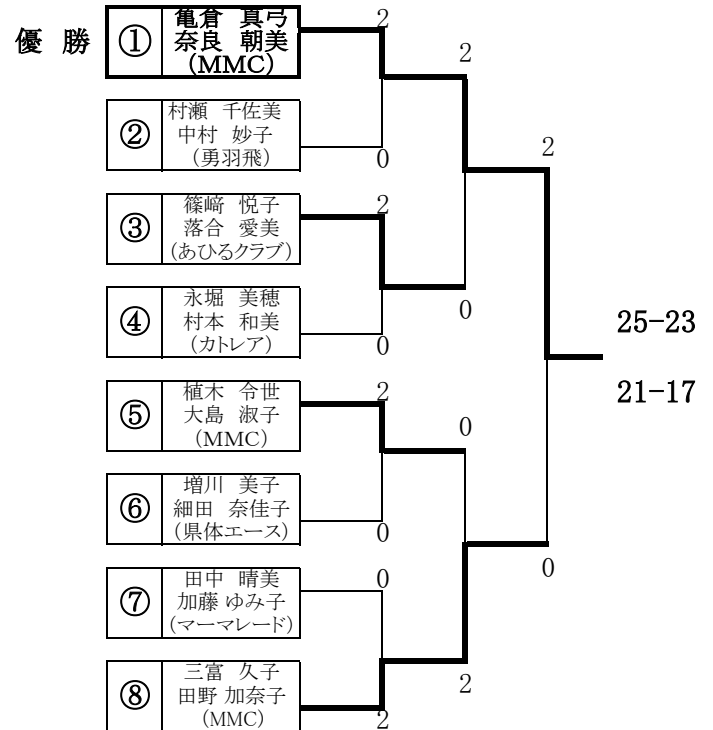 優 勝
①
亀倉 真弓
奈良 朝美
(MMC)
2
2
②
村瀬 千佐美
中村 妙子
(勇羽飛)
0
2
③
篠﨑 悦子
落合 愛美
(あひるクラブ)
2
0
④
永堀 美穂
村本 和美
(カトレア)
0
25-23
21-17
⑤
植木 令世
大島 淑子
(MMC)
2
0
⑥
増川 美子
細田 奈佳子
(県体エース)
0
0
⑦
田中 晴美
加藤 ゆみ子
(マーマレード)
0
2
⑧
三富 久子
田野 加奈子
(MMC)
2